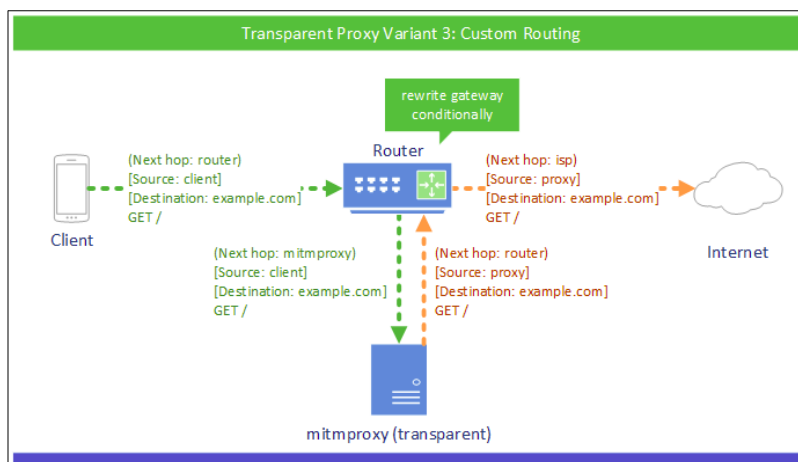 Transparent Proxy Variant 3: Custom Routing
rewrite gateway
conditionally
Router
(Next hop: router)
[Source: client]
[Destination: example.com]
GET /
Client
(Next hop: isp)
[Source: proxy]
[Destination: example.com]
GET /
Internet
(Next hop: mitmproxy)
[Source: client]
[Destination: example.com]
GET /
(Next hop: router)
[Source: proxy]
[Destination: example.com]
GET /
mitmproxy (transparent)